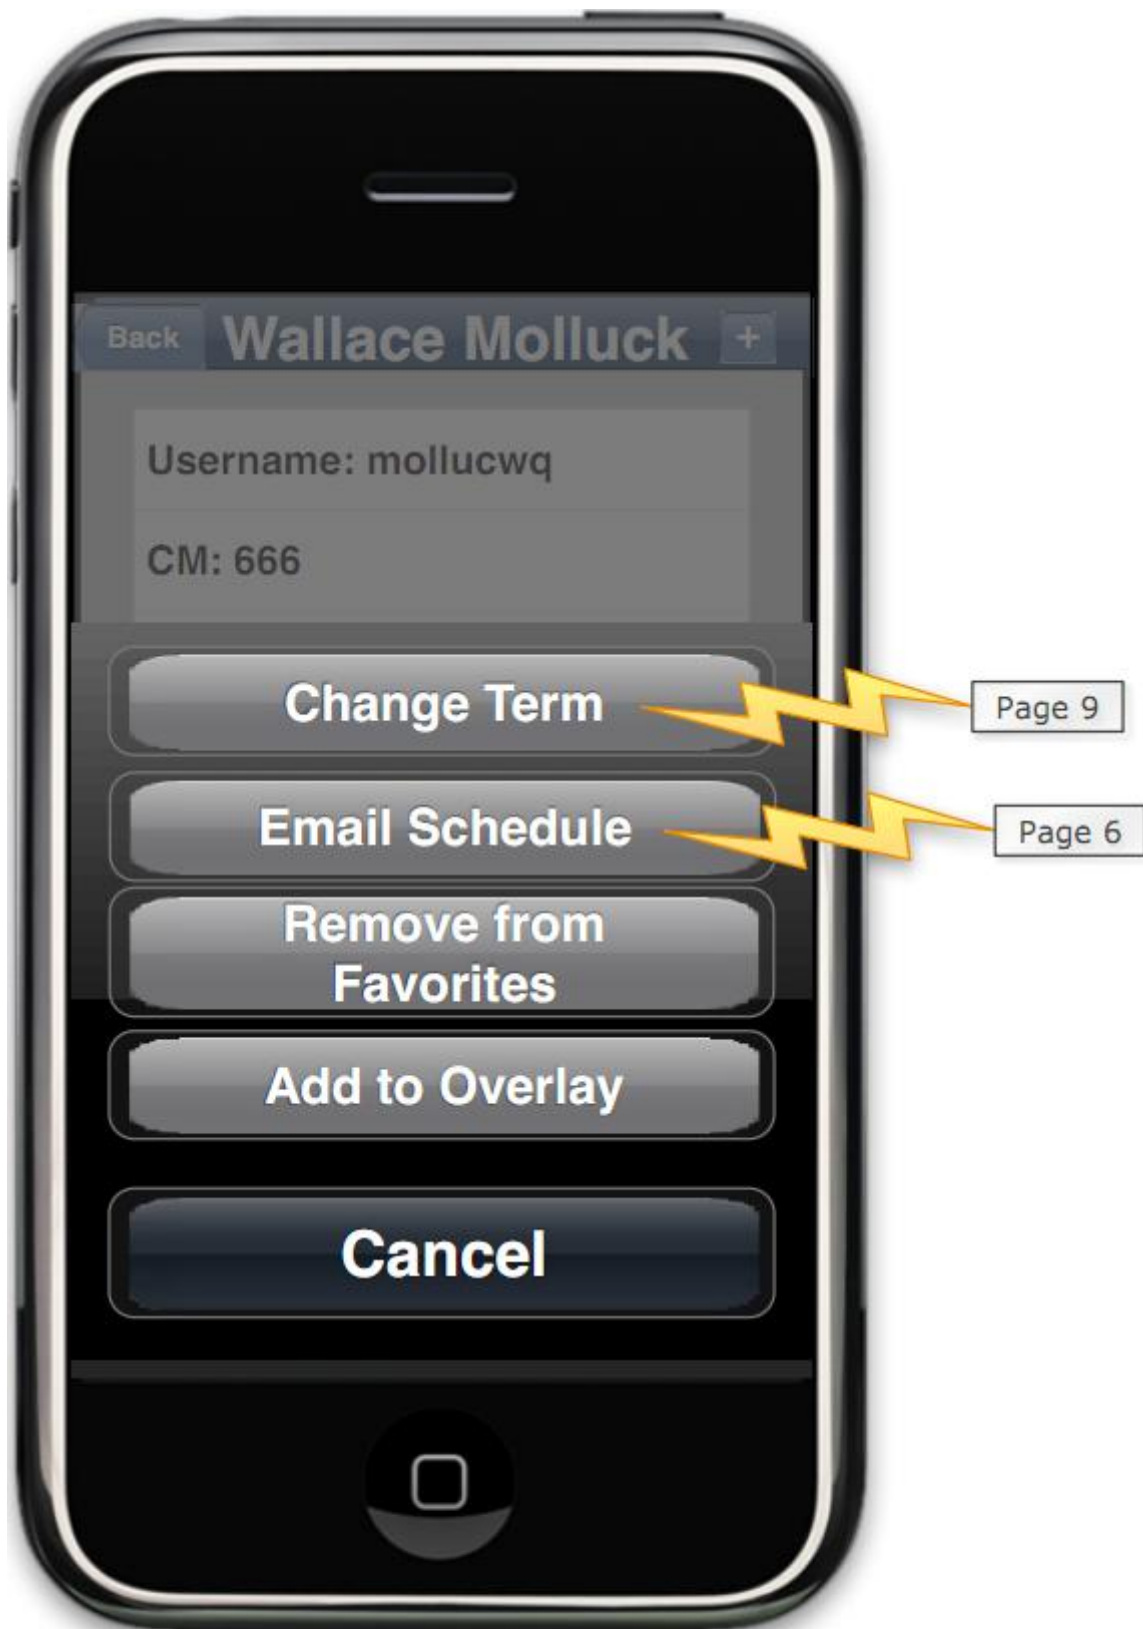 Back Wallace Molluck +
Username: mollucwq
CM: 666
Change Term
Page 9
Email Schedule
Page 6
Remove from
Favorites
Add to Overlay
Cancel